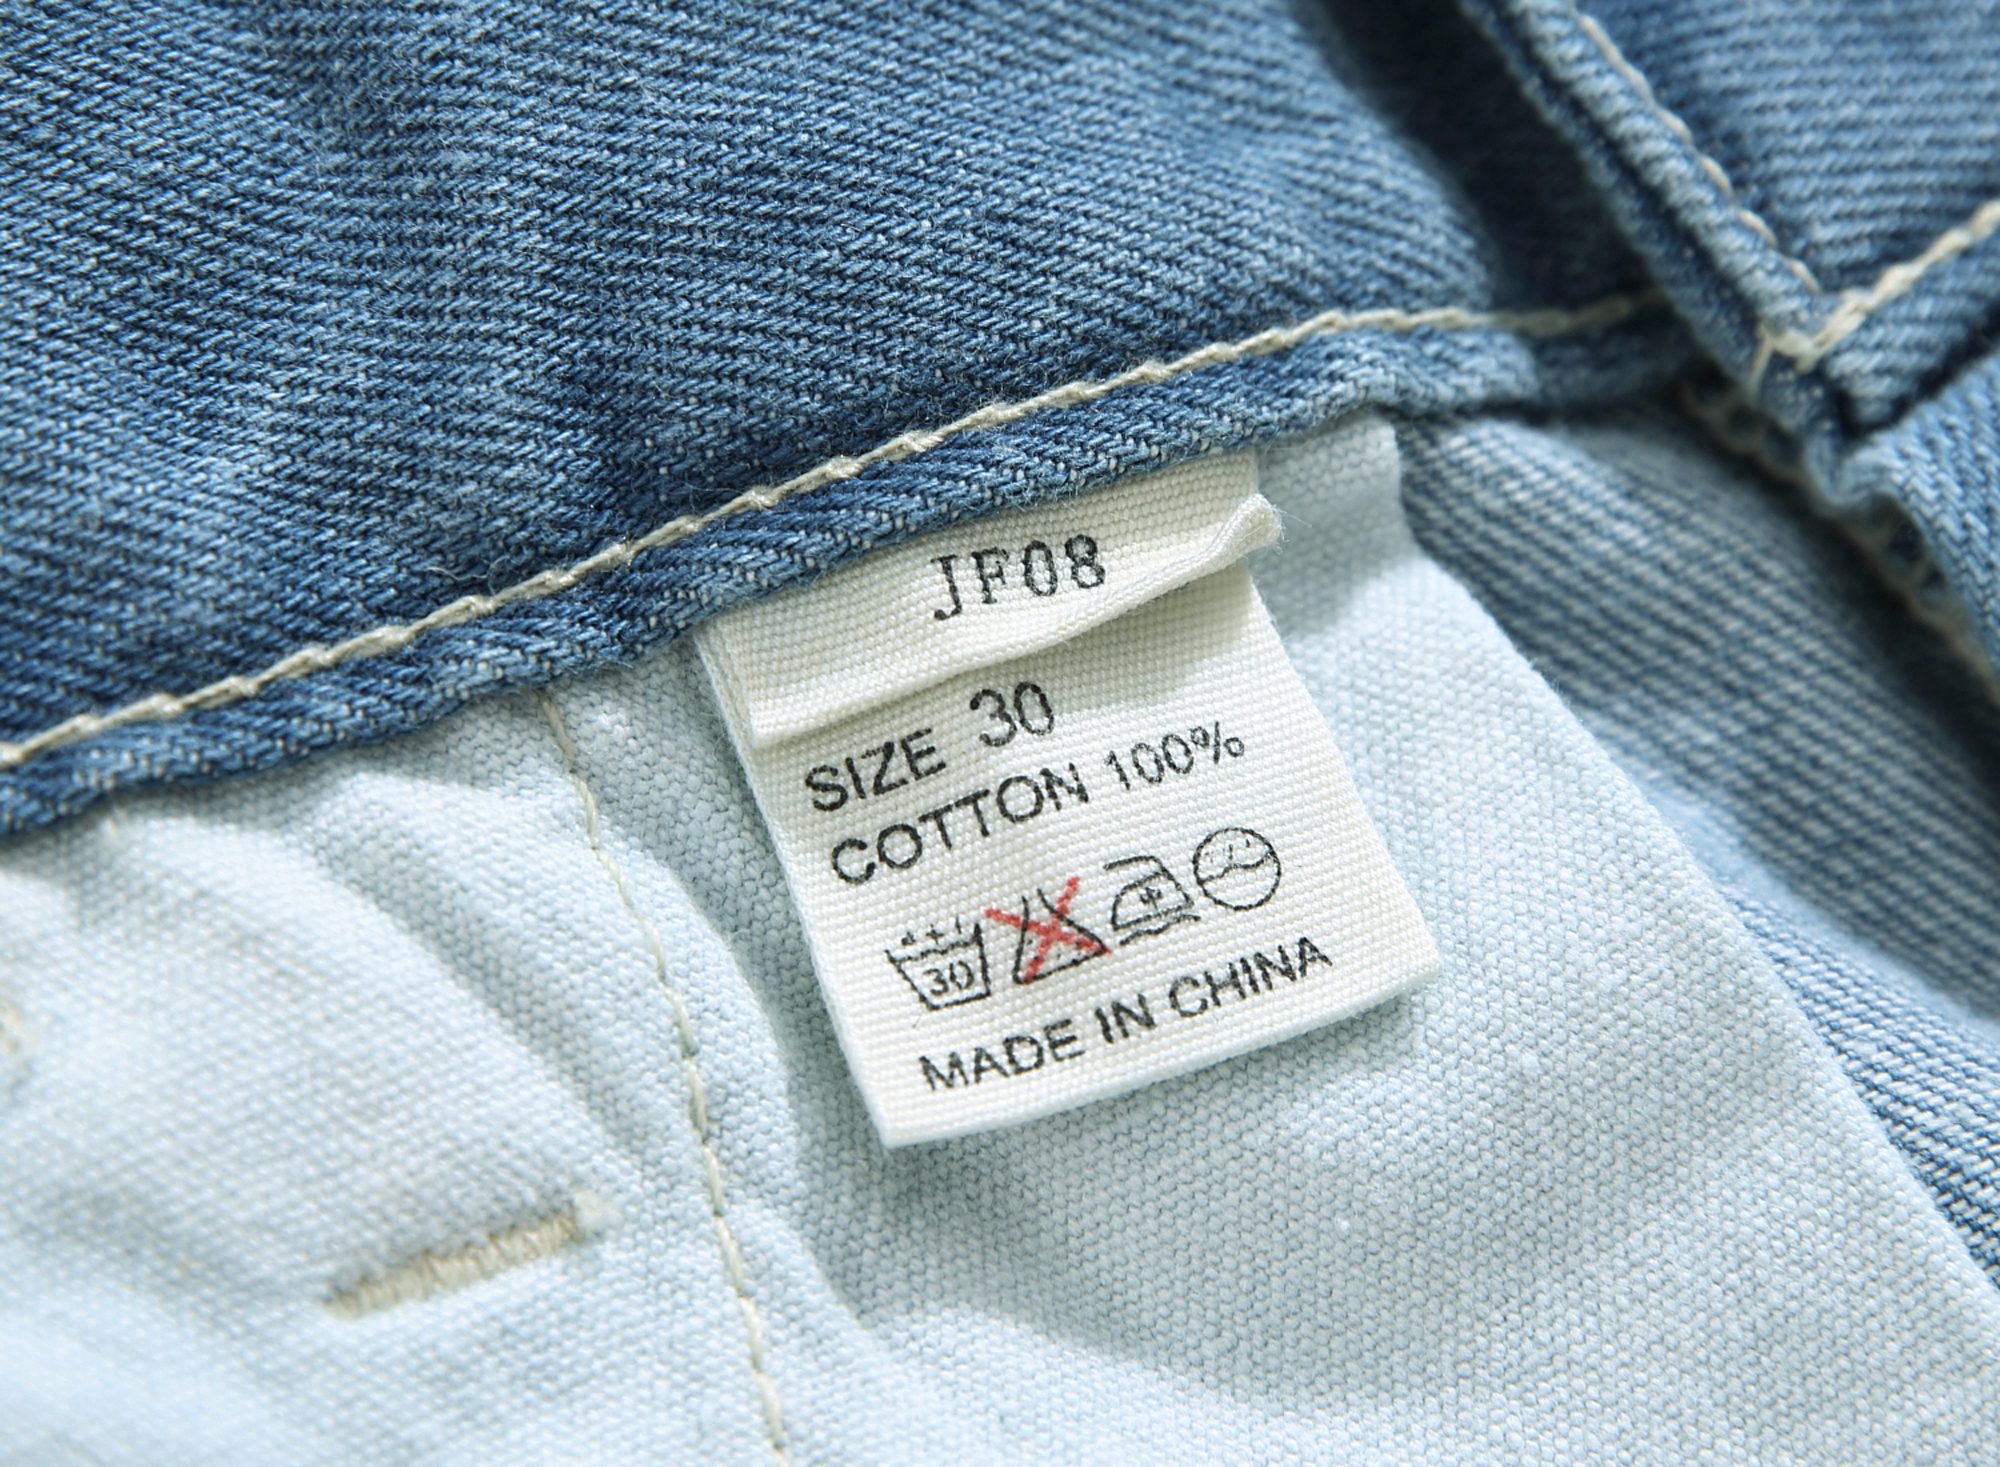 JF08
SIZE 30
COTTON 100%
30
MADE IN CHINA